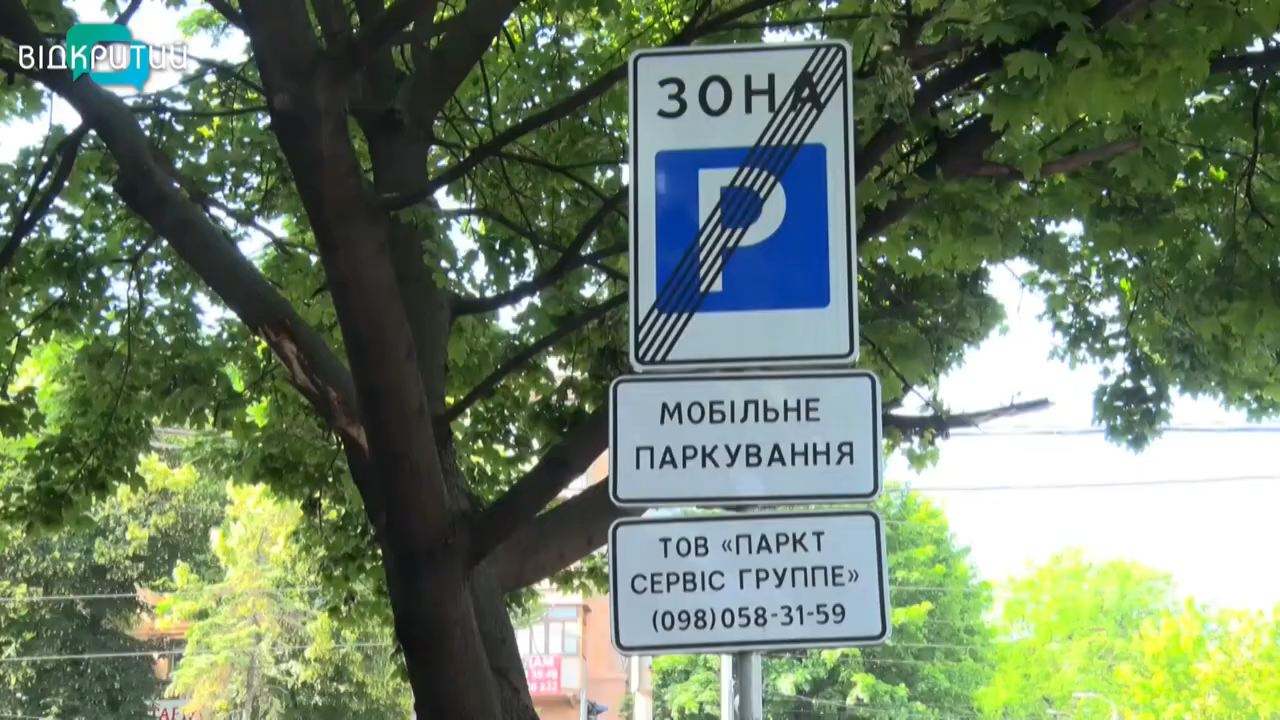 ВІДКРИТИЙ
ЗОНА
P
МОБІЛЬНЕ
ПАРКУВАННЯ
ТОВ «ПАРКТ
СЕРВІС ГРУППЕ»
(098)058-31-59